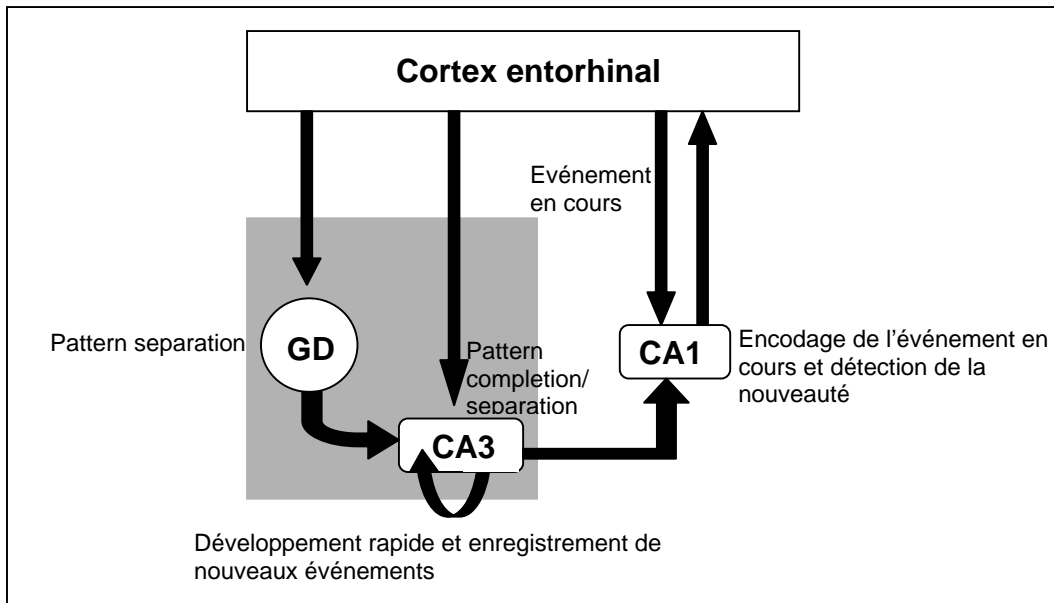 Cortex entorhinal
Evénement
en cours
Pattern separation
GD
Pattern
completion/
separation
CA3
CA1
Encodage de l’événement en
cours et détection de la
nouveauté
Développement rapide et enregistrement de
nouveaux événements